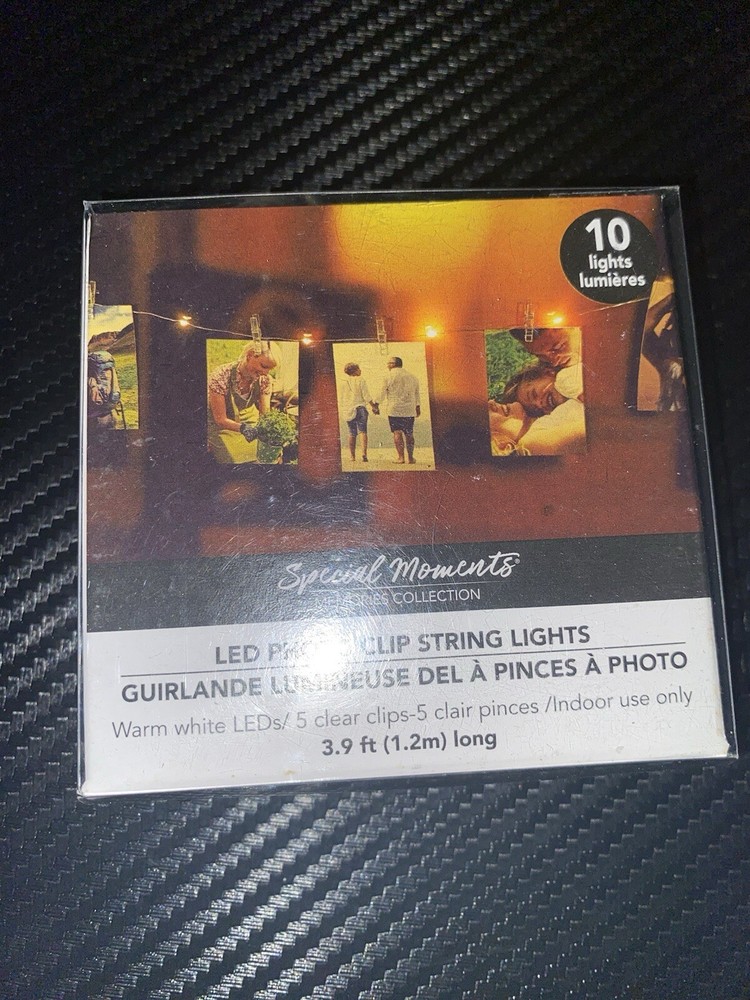 10
lights
lumières
Special Moments®
COLLECTION
LED CLIP STRING LIGHTS
GUIRLANDE LUMINEUSE DEL À PINCES À PHOTO
Warm white LEDs/ 5 clear clips-5 clair pinces /Indoor use only
3.9 ft (1.2m) long